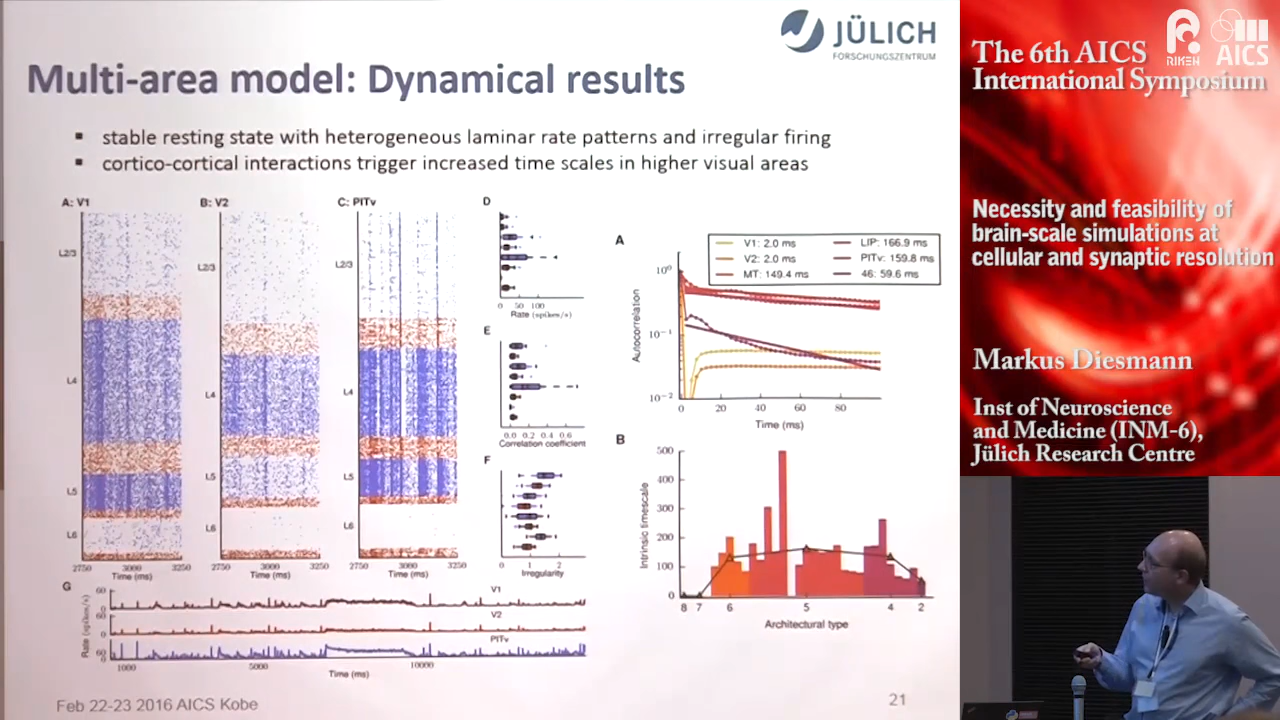 JÜLICH
FORSCHUNGSZENTRUM
Multi-area model: Dynamical results
stable resting state with heterogeneous laminar rate patterns and irregular firing
cortico-cortical interactions trigger increased time scales in higher visual areas
A: V1
L2/3
L4
L5
L6
2750 3000 3250
Time (ms)
B: V2
L2/3
L4
L5
L6
2750 3000 3250
Time (ms)
C: PITv
L2/3
L4
L5
L6
2750 3000 3250
Time (ms)
D
0 50 100
Rate (spikes/s)
E
0.0 0.2 0.4 0.6
Correlation coefficient
F
0 1 2
Irregularity
G
Rate (spikes/s)
60
0
60
0
60
0
V1
V2
PITv
1000 5000 10000
Time (ms)
A
V1: 2.0 ms
V2: 2.0 ms
MT: 149.4 ms
LIP: 166.9 ms
PITv: 159.8 ms
46: 59.6 ms
Autocorrelation
10⁰
10⁻¹
10⁻²
0 20 40 60 80
Time (ms)
B
Intrinsic timescale
500
400
300
200
100
0
8 7 6 5 4 2
Architectural type
Feb 22-23 2016 AICS Kobe
21
The 6th AICS
International Symposium
RIKEN
AICS
Necessity and feasibility of
brain-scale simulations at
cellular and synaptic resolution
Markus Diesmann
Inst of Neuroscience
and Medicine (INM-6),
Jülich Research Centre